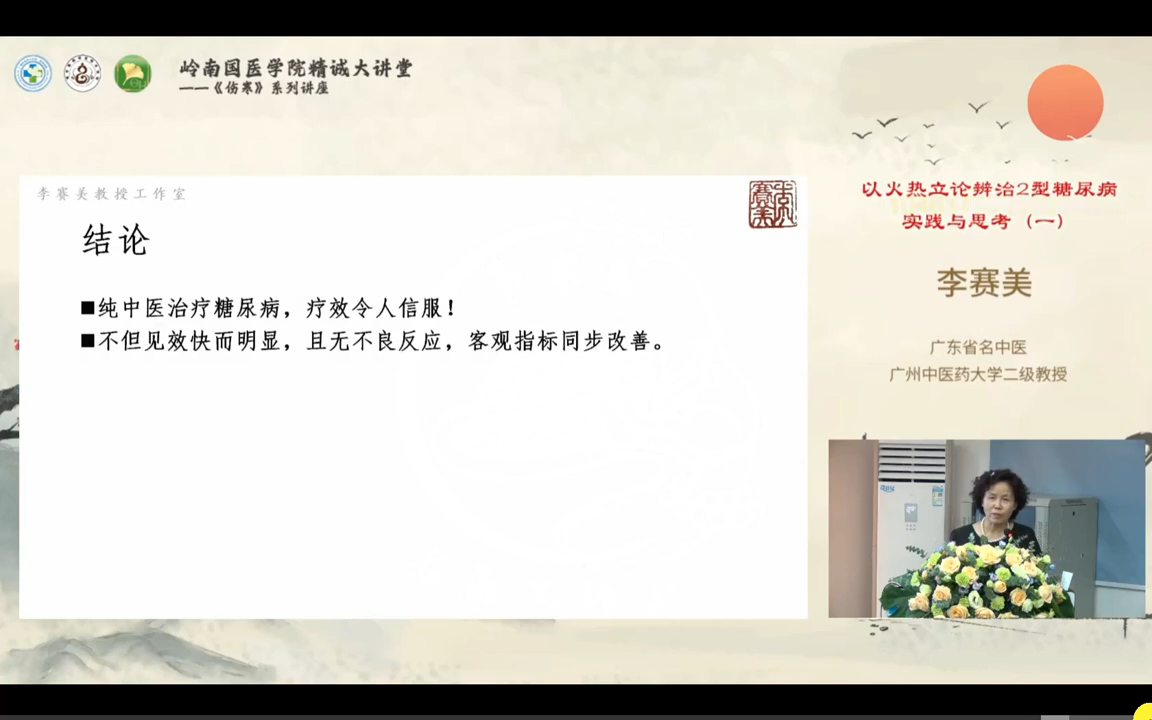 岭南国医学院精诚大讲堂
——《伤寒》系列讲座
李赛美教授工作室
结论
■纯中医治疗糖尿病，疗效令人信服！
■不但见效快而明显，且无不良反应，客观指标同步改善。
以火热立论辨治2型糖尿病
实践与思考（一）
李赛美
广东省名中医
广州中医药大学二级教授